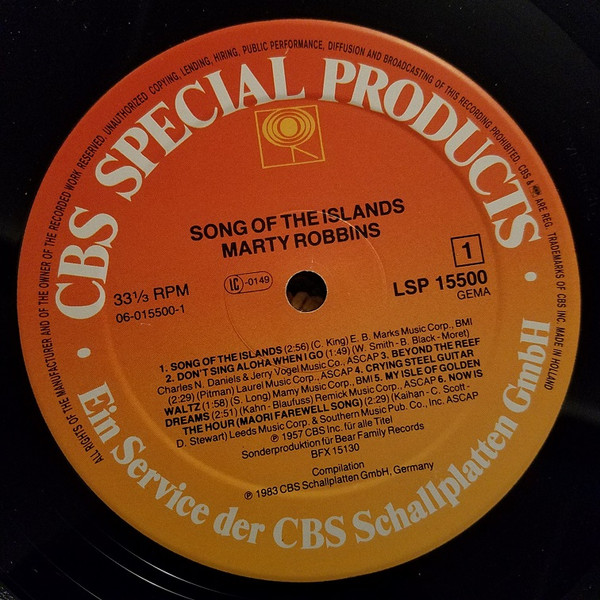 ALL RIGHTS OF THE MANUFACTURER AND OF THE OWNER OF THE RECORDED WORK RESERVED. UNAUTHORIZED COPYING, LENDING, HIRING, PUBLIC PERFORMANCE, DIFFUSION AND BROADCASTING OF THIS RECORDING PROHIBITED. CBS & ARE REG. TRADEMARKS OF CBS INC. MADE IN HOLLAND
CBS SPECIAL PRODUCTS
SONG OF THE ISLANDS
MARTY ROBBINS
33⅓ RPM
06-015500-1
LC -0149
1
LSP 15500
GEMA
1. SONG OF THE ISLANDS (2:56) (C. King) E. B. Marks Music Corp., BMI
2. DON'T SING ALOHA WHEN I GO (1:49) (W. Smith - B. Black - Moret)
Charles N. Daniels & Jerry Vogel Music Co., ASCAP 3. BEYOND THE REEF
(2:29) (Pitman) Laurel Music Corp., ASCAP 4. CRYING STEEL GUITAR
WALTZ (1:58) (S. Long) Mamy Music Corp., BMI 5. MY ISLE OF GOLDEN
DREAMS (2:51) (Kahn - Blaufuss) Remick Music Corp., ASCAP 6. NOW IS
THE HOUR (MAORI FAREWELL SONG) (2:29) (Kaihan - C. Scott -
D. Stewart) Leeds Music Corp. & Southern Music Pub. Co., Inc. ASCAP
℗ 1957 CBS Inc. für alle Titel
Sonderproduktion für Bear Family Records
BFX 15130
Compilation
℗ 1983 CBS Schallplatten GmbH, Germany
Ein Service der CBS Schallplatten GmbH